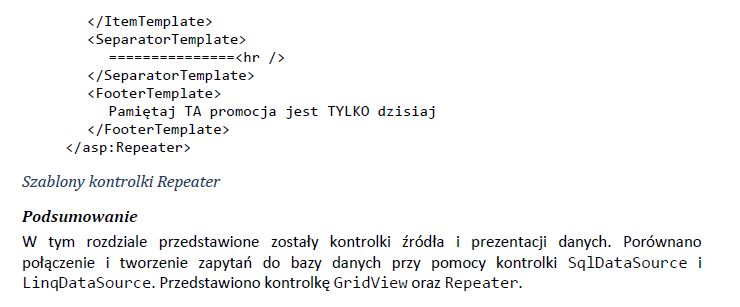 </ItemTemplate>
<SeparatorTemplate>
===============<hr />
</SeparatorTemplate>
<FooterTemplate>
Pamiętaj TA promocja jest TYLKO dzisiaj
</FooterTemplate>
</asp:Repeater>
Szablony kontrolki Repeater
Podsumowanie
W tym rozdziale przedstawione zostały kontrolki źródła i prezentacji danych. Porównano
połączenie i tworzenie zapytań do bazy danych przy pomocy kontrolki SqlDataSource i
LinqDataSource. Przedstawiono kontrolkę GridView oraz Repeater.